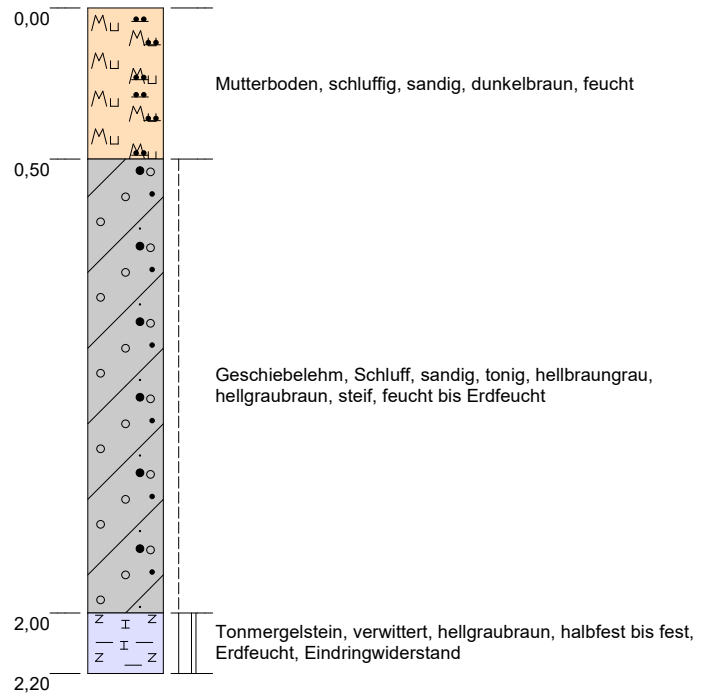 0,00
Mutterboden, schluffig, sandig, dunkelbraun, feucht
0,50
Geschiebelehm, Schluff, sandig, tonig, hellbraungrau,
hellgraubraun, steif, feucht bis Erdfeucht
2,00
Tonmergelstein, verwittert, hellgraubraun, halbfest bis fest,
Erdfeucht, Eindringwiderstand
2,20